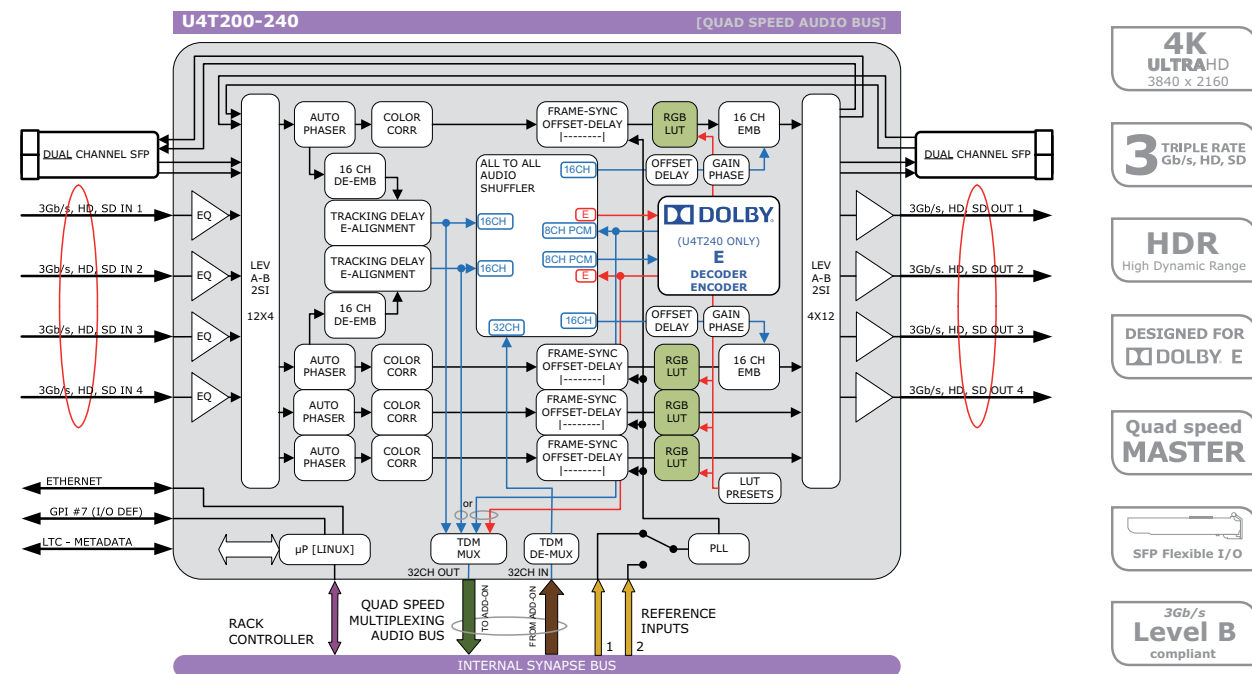 U4T200-240
[QUAD SPEED AUDIO BUS]
DUAL CHANNEL SFP
3Gb/s, HD, SD IN 1
3Gb/s, HD, SD IN 2
3Gb/s, HD, SD IN 3
3Gb/s, HD, SD IN 4
EQ
EQ
EQ
EQ
LEV
A-B
2SI
12X4
AUTO
PHASER
COLOR
CORR
16 CH
DE-EMB
TRACKING DELAY
E-ALIGNMENT
TRACKING DELAY
E-ALIGNMENT
16 CH
DE-EMB
AUTO
PHASER
COLOR
CORR
AUTO
PHASER
COLOR
CORR
AUTO
PHASER
COLOR
CORR
ALL TO ALL
AUDIO
SHUFFLER
16CH
16CH
16CH
E
8CH PCM
8CH PCM
E
16CH
32CH
FRAME-SYNC
OFFSET-DELAY
|--------|
RGB
LUT
16 CH
EMB
OFFSET
DELAY
GAIN
PHASE
DOLBY
(U4T240 ONLY)
E
DECODER
ENCODER
OFFSET
DELAY
GAIN
PHASE
FRAME-SYNC
OFFSET-DELAY
|--------|
RGB
LUT
16 CH
EMB
FRAME-SYNC
OFFSET-DELAY
|--------|
RGB
LUT
FRAME-SYNC
OFFSET-DELAY
|--------|
RGB
LUT
LUT
PRESETS
LEV
A-B
2SI
4X12
DUAL CHANNEL SFP
3Gb/s, HD, SD OUT 1
3Gb/s. HD, SD OUT 2
3Gb/s, HD, SD OUT 3
3Gb/s, HD, SD OUT 4
ETHERNET
GPI #7 (I/O DEF)
LTC - METADATA
µP [LINUX]
or
TDM
MUX
TDM
DE-MUX
PLL
32CH OUT
32CH IN
RACK
CONTROLLER
QUAD SPEED
MULTIPLEXING
AUDIO BUS
TO ADD-ON
FROM ADD-ON
REFERENCE
INPUTS
1
2
INTERNAL SYNAPSE BUS
4K
ULTRAHD
3840 x 2160
3 TRIPLE RATE
Gb/s, HD, SD
HDR
High Dynamic Range
DESIGNED FOR
DOLBY E
Quad speed
MASTER
SFP Flexible I/O
3Gb/s
Level B
compliant